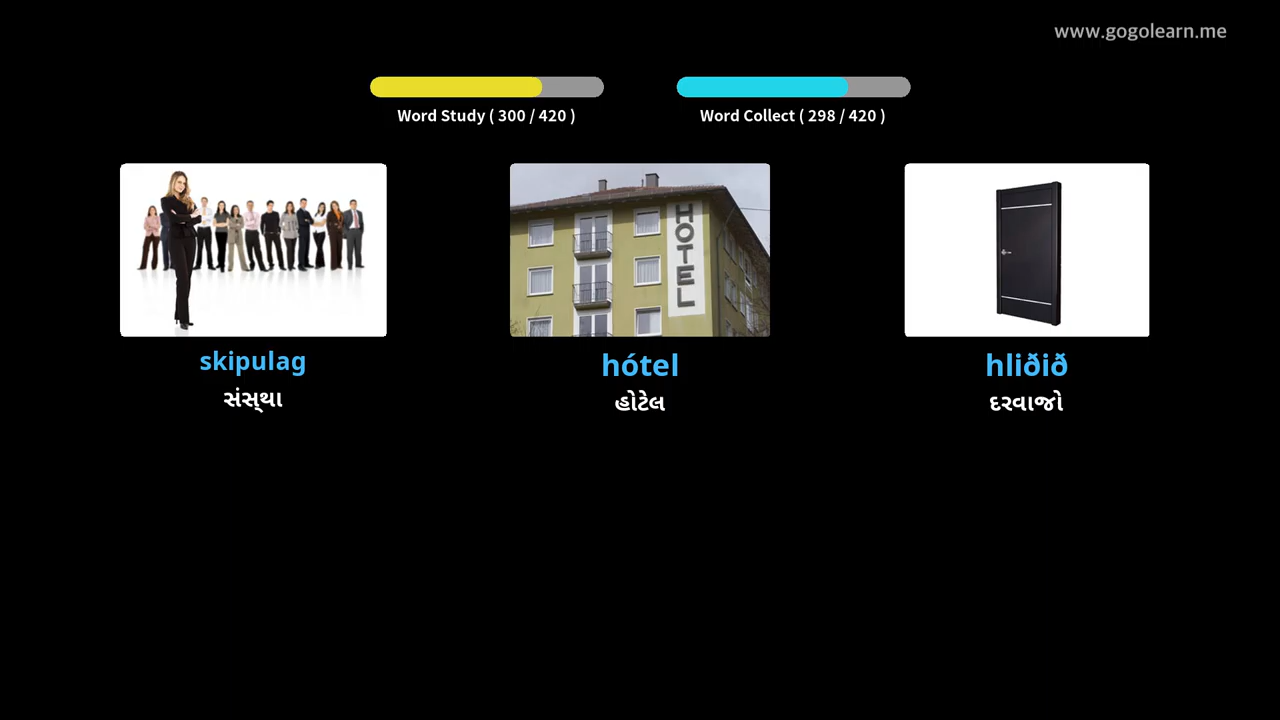 www.gogolearn.me
Word Study ( 300 / 420 )
Word Collect ( 298 / 420 )
HOTEL
skipulag
hótel
hliðið
સંસ્થા
હોટેલ
દરવાજો